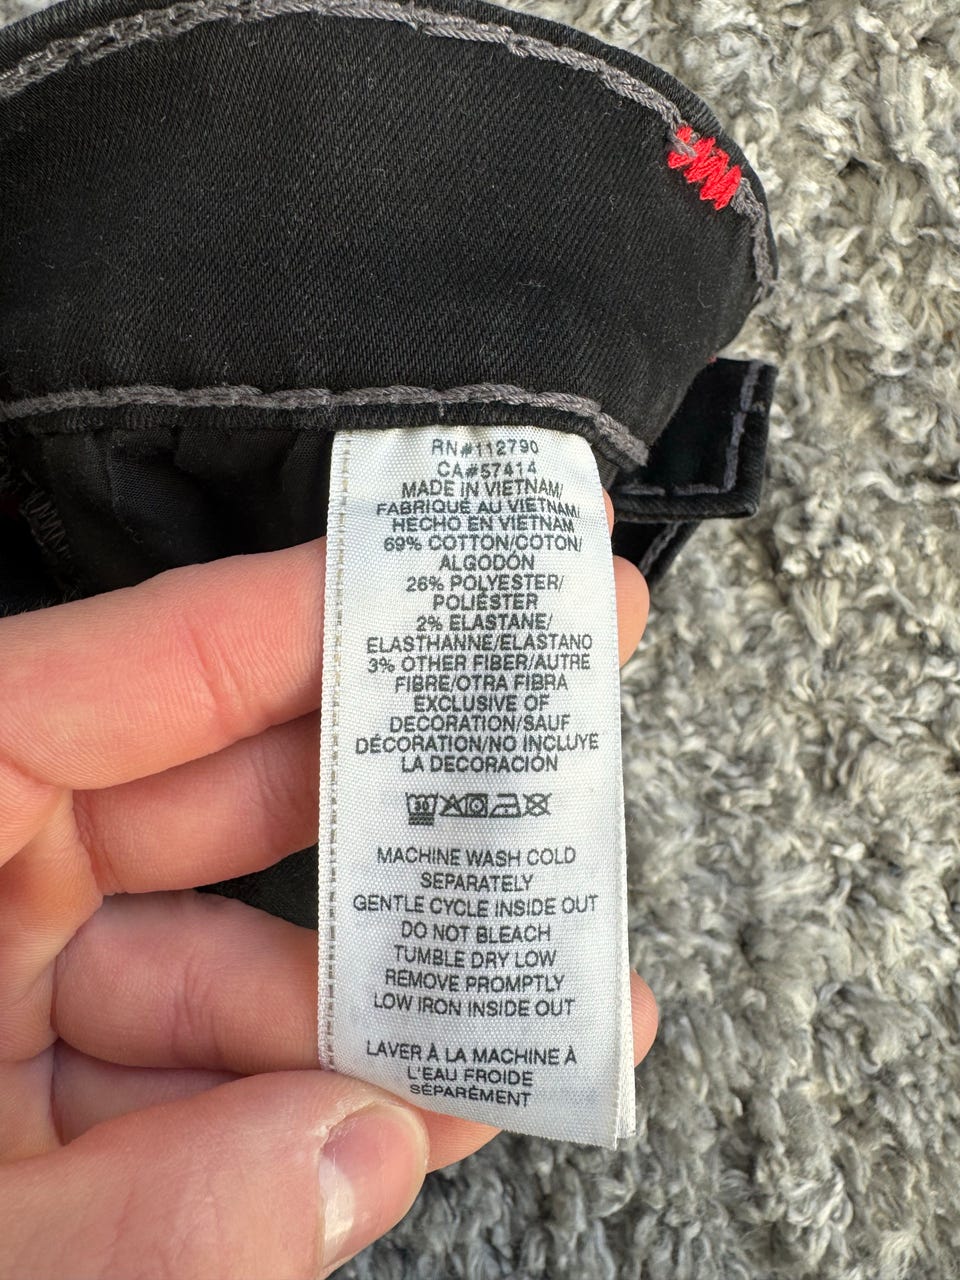 RN#112790
CA#57414
MADE IN VIETNAM/
FABRIQUÉ AU VIETNAM/
HECHO EN VIETNAM
69% COTTON/COTON/
ALGODÓN
26% POLYESTER/
POLIÉSTER
2% ELASTANE/
ELASTHANNE/ELASTANO
3% OTHER FIBER/AUTRE
FIBRE/OTRA FIBRA
EXCLUSIVE OF
DECORATION/SAUF
DÉCORATION/NO INCLUYE
LA DECORACIÓN
30
MACHINE WASH COLD
SEPARATELY
GENTLE CYCLE INSIDE OUT
DO NOT BLEACH
TUMBLE DRY LOW
REMOVE PROMPTLY
LOW IRON INSIDE OUT
LAVER À LA MACHINE À
L'EAU FROIDE
SÉPARÉMENT